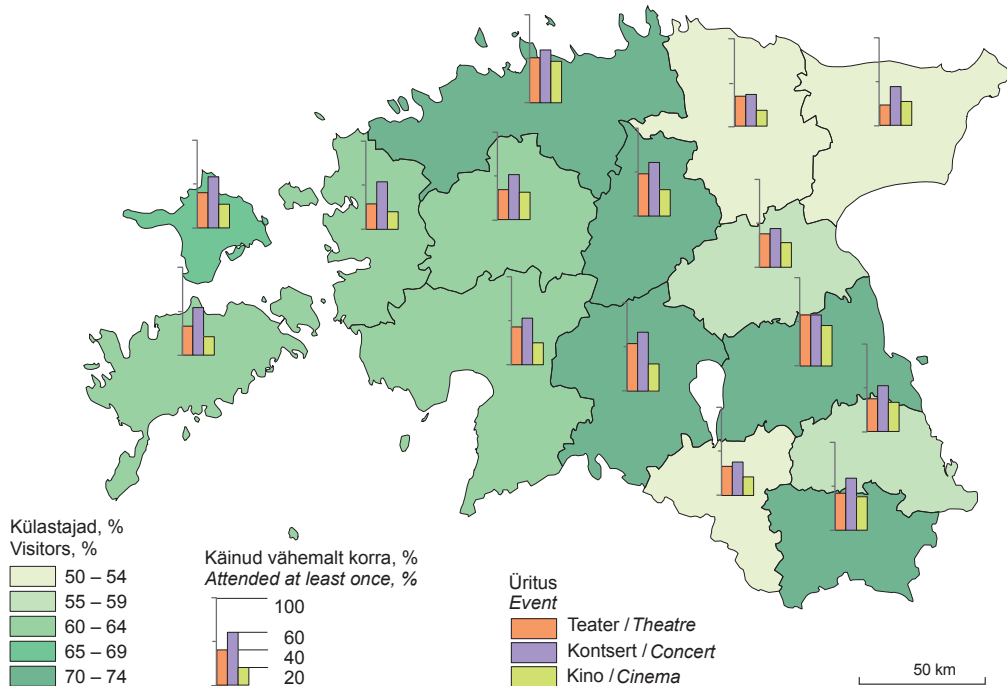 Külastajad, %
Visitors, %
50 – 54
55 – 59
60 – 64
65 – 69
70 – 74
Käinud vähemalt korra, %
Attended at least once, %
100
60
40
20
Üritus
Event
Teater / Theatre
Kontsert / Concert
Kino / Cinema
50 km